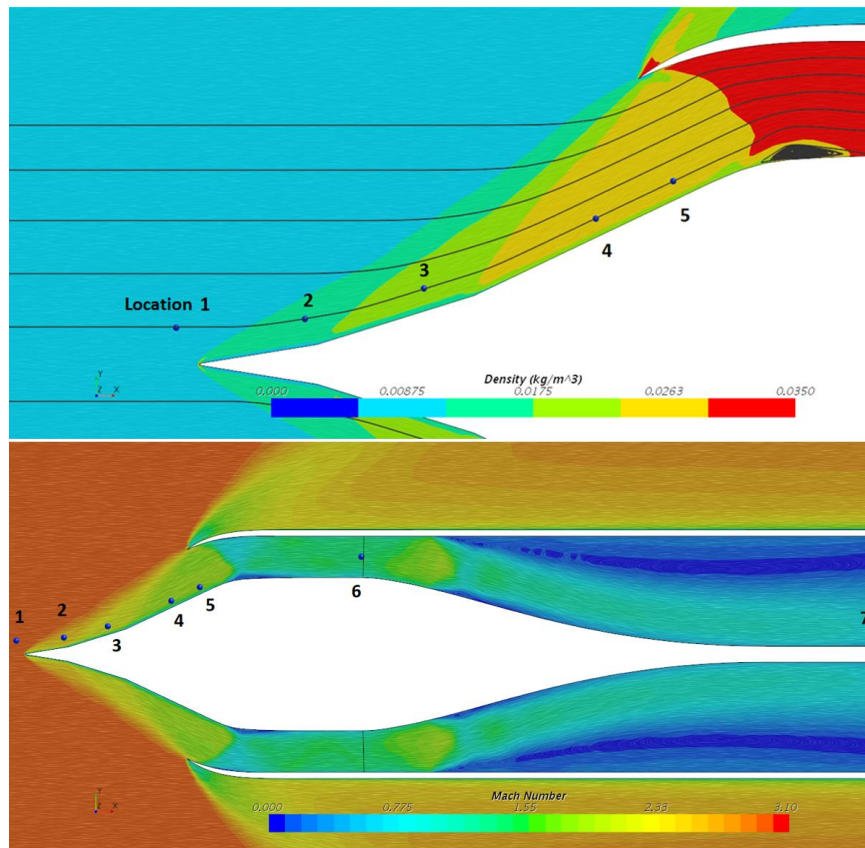 5
4
3
2
Location 1
Y
Z X
Density (kg/m^3)
0.000 0.00875 0.0175 0.0263 0.0350
1 2 3 4 5 6 7
Y
Z X
Mach Number
0.000 0.775 1.55 2.33 3.10